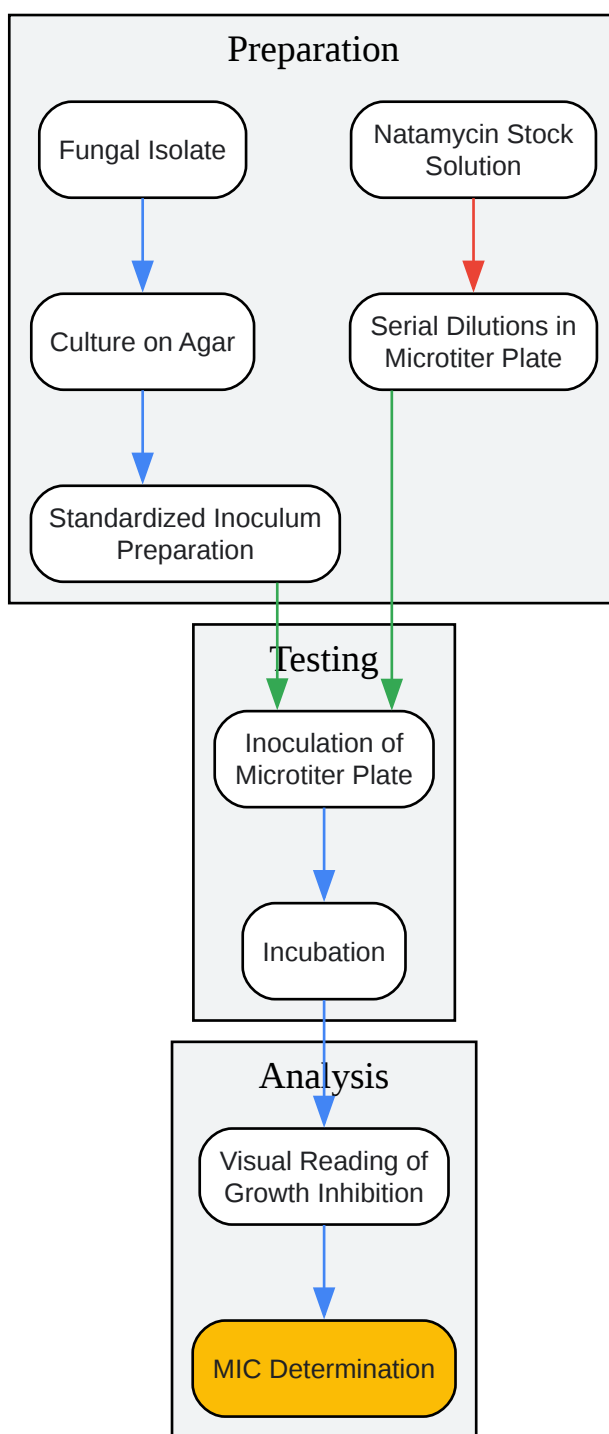 Preparation
Fungal Isolate
Natamycin Stock
Solution
Culture on Agar
Serial Dilutions in
Microtiter Plate
Standardized Inoculum
Preparation
Testing
Inoculation of
Microtiter Plate
Incubation
Analysis
Visual Reading of
Growth Inhibition
MIC Determination